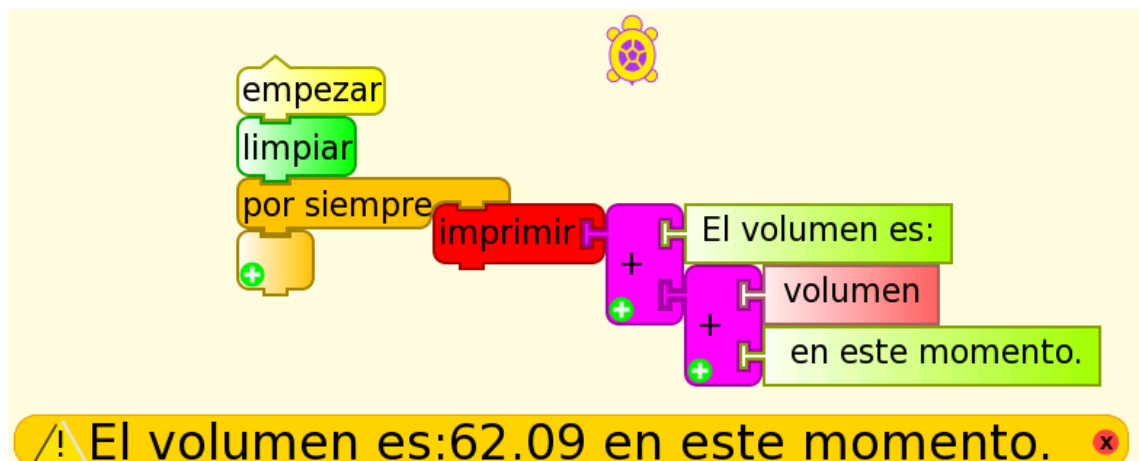 empezar
limpiar
por siempre
imprimir
+
El volumen es:
+
volumen
en este momento.
El volumen es:62.09 en este momento.